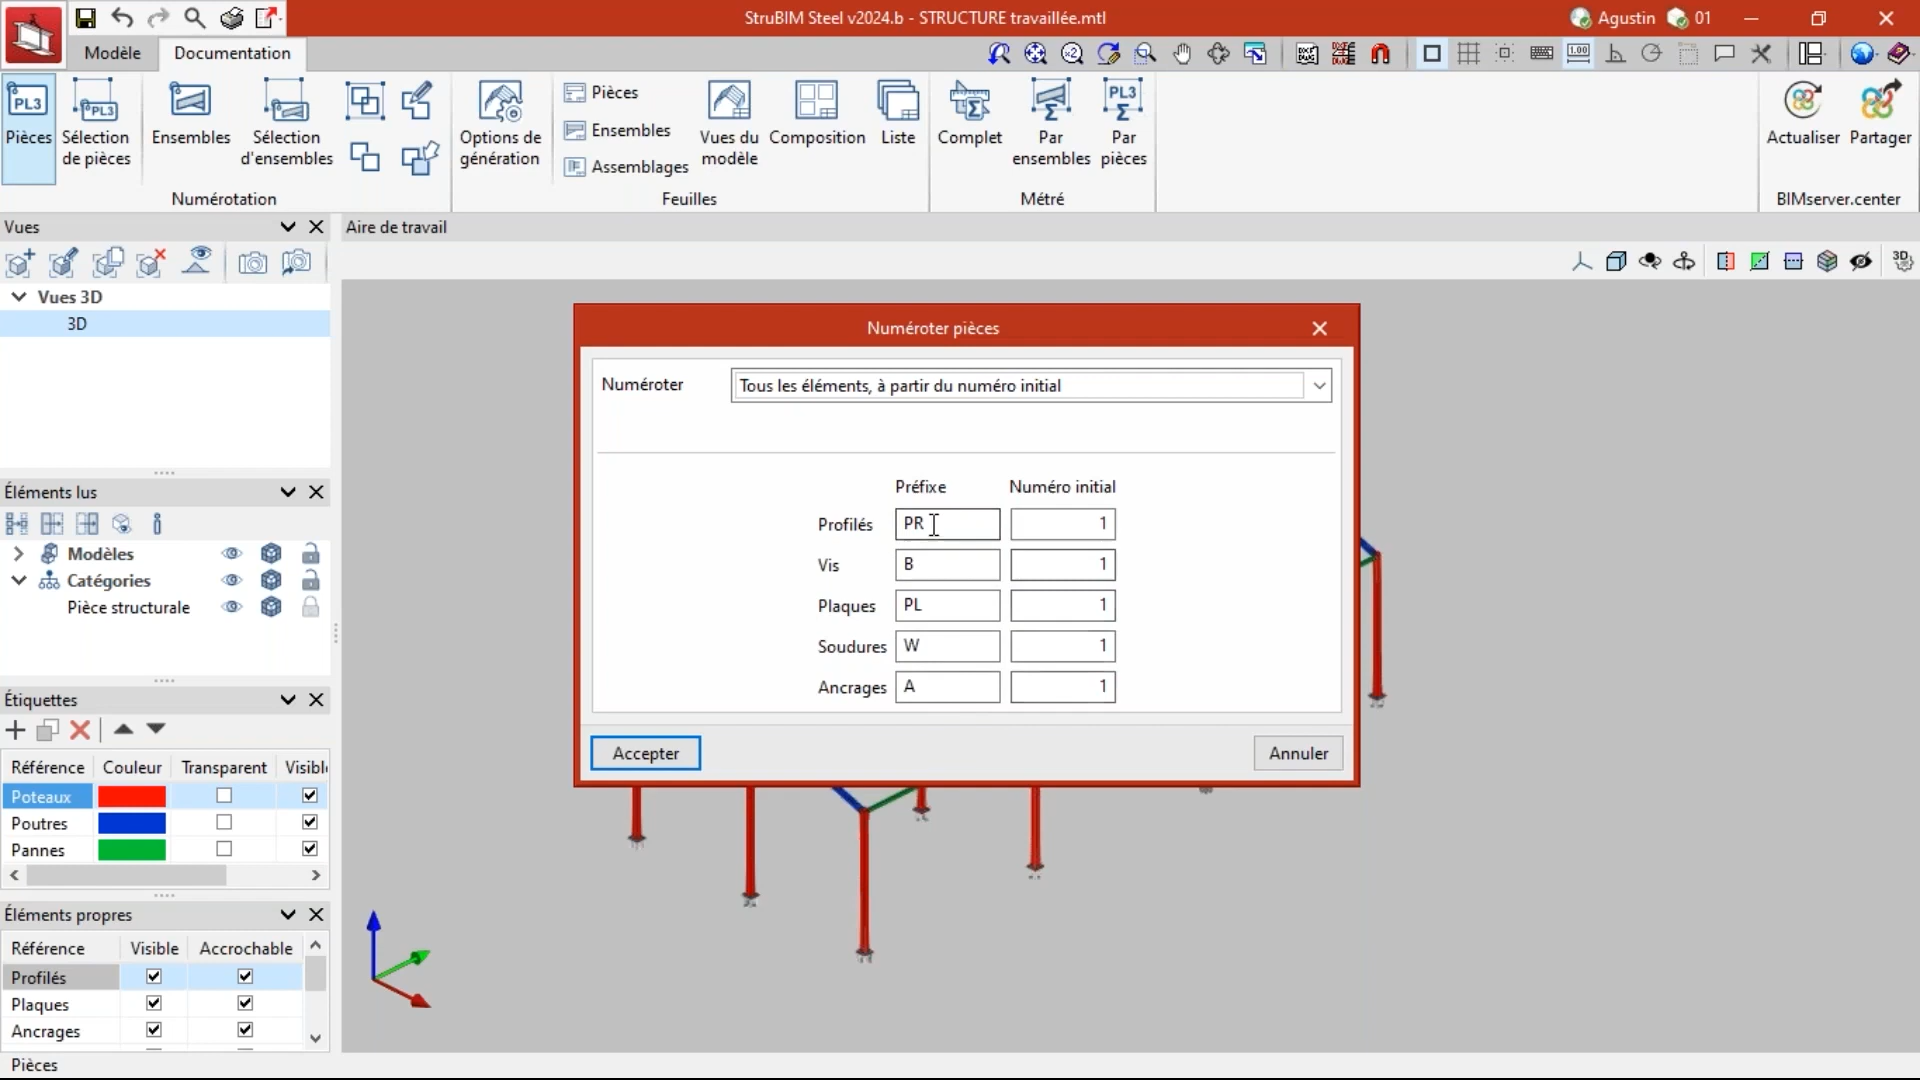 StruBIM Steel v2024.b - STRUCTURE travaillée.mtl
Agustin 01
Modèle Documentation
PL3 Pièces
PL3 Sélection de pièces
Ensembles
Sélection d'ensembles
Numérotation
Options de génération
Pièces
Ensembles
Assemblages
Vues du modèle
Composition
Liste
Feuilles
Complet
Par ensembles
PL3 Par pièces
Métré
Actualiser
Partager
BIMserver.center
Vues
Vues 3D
3D
Éléments lus
Modèles
Catégories
Pièce structurale
Étiquettes
Référence Couleur Transparent Visibl
Poteaux
Poutres
Pannes
Éléments propres
Référence Visible Accrochable
Profilés
Plaques
Ancrages
Pièces
Aire de travail
3D
Numéroter pièces
Numéroter Tous les éléments, à partir du numéro initial
Préfixe Numéro initial
Profilés PR 1
Vis B 1
Plaques PL 1
Soudures W 1
Ancrages A 1
Accepter Annuler